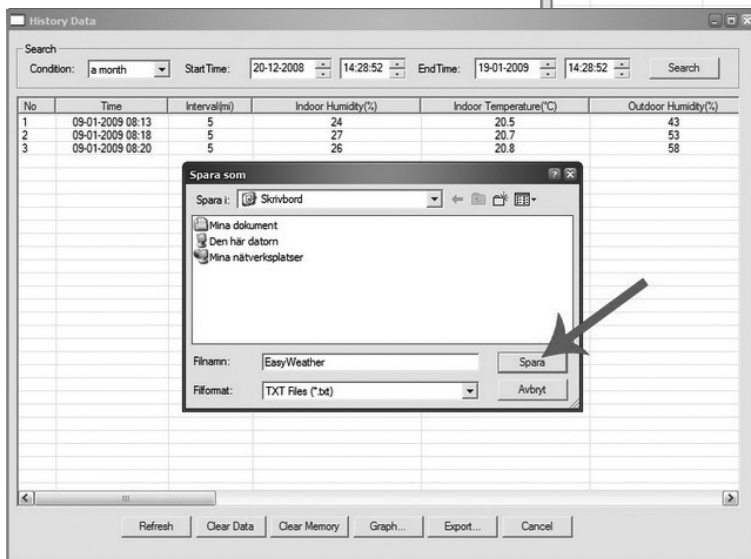 History Data
Search
Condition: a month StartTime: 20-12-2008 14:28:52 EndTime: 19-01-2009 14:28:52 Search
No Time Interval(mi) Indoor Humidity(%) Indoor Temperature(°C) Outdoor Humidity(%)
1 09-01-2009 08:13 5 24 20.5 43
2 09-01-2009 08:18 5 27 20.7 53
3 09-01-2009 08:20 5 26 20.8 58
Spara som
Spara i: Skrivbord
Mina dokument
Den här datorn
Mina nätverksplatser
Filnamn: EasyWeather Spara
Filformat: TXT Files (*.txt) Avbryt
Refresh Clear Data Clear Memory Graph... Export... Cancel